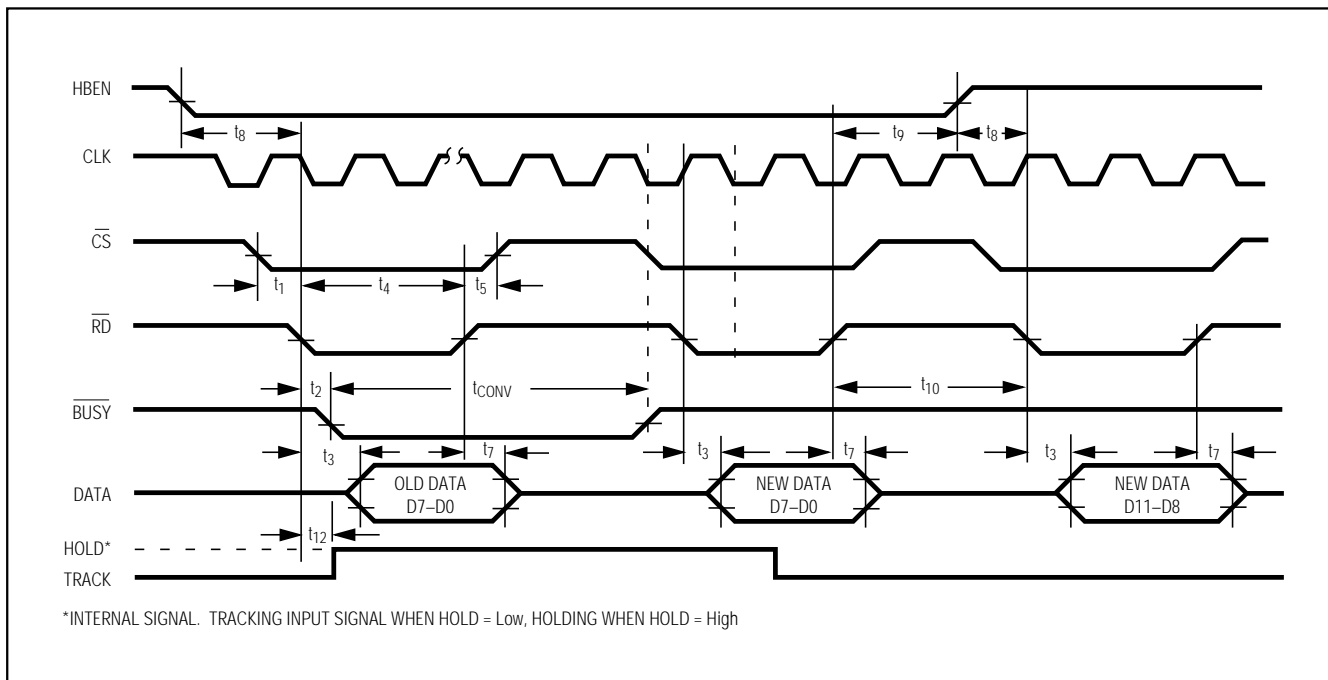 HBEN
t8
t9
t8
CLK
CS
t1
t4
t5
RD
t2
tCONV
t10
BUSY
t3
t7
t3
t7
t3
t7
DATA
OLD DATA
D7–D0
NEW DATA
D7–D0
NEW DATA
D11–D8
t12
HOLD*
TRACK
*INTERNAL SIGNAL. TRACKING INPUT SIGNAL WHEN HOLD = Low, HOLDING WHEN HOLD = High